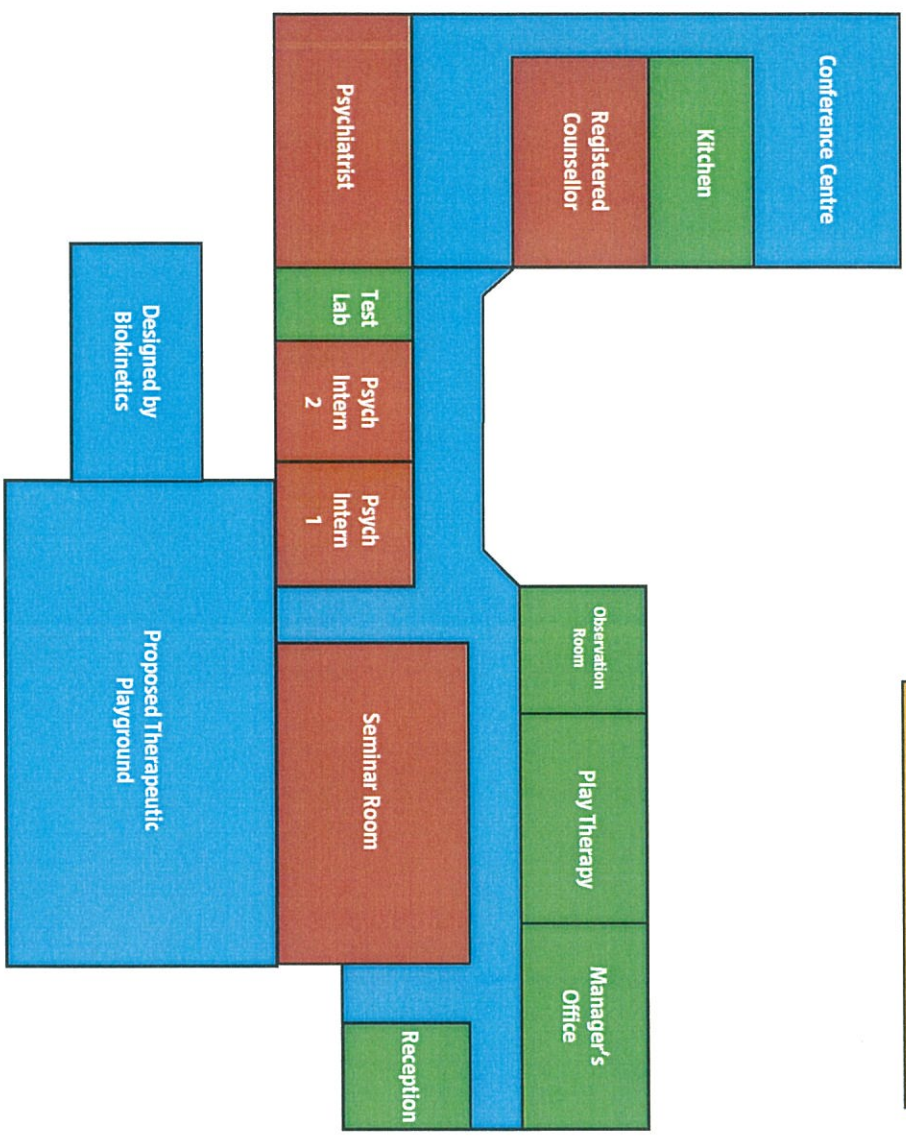 Conference Centre
Kitchen
Registered
Counsellor
Observation
Room
Play Therapy
Manager's
Office
Reception
Psychiatrist
Test
Lab
Psych
Intern
2
Psych
Intern
1
Seminar Room
Designed by
Biokinetics
Proposed Therapeutic
Playground